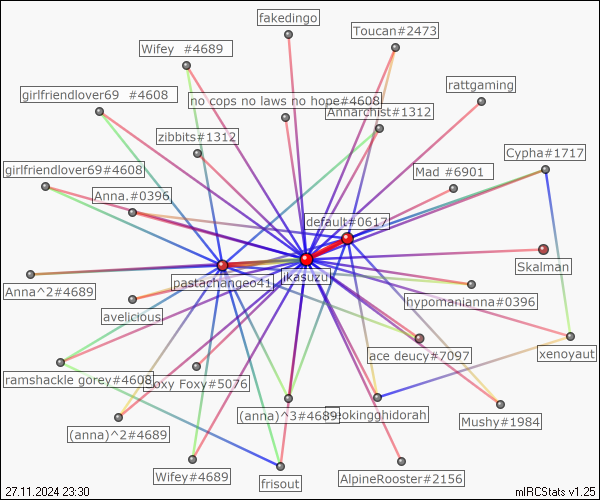 fakedingo
Toucan#2473
Wifey #4689
rattgaming
girlfriendlover69 #4608
no cops no laws no hope#4608
Annarchist#1312
zibbits#1312
Cypha#1717
girlfriendlover69#4608
Mad #6901
Anna.#0396
default#0617
Skalman
pastachange041
ikasuzu
Anna^2#4689
hypomanianna#0396
avelicious
ace deucy#7097
xenoyaut
ramshackle gorey#4608
Foxy Foxy#5076
(anna)^3#4689
geokingghidorah
Mushy#1984
(anna)^2#4689
Wifey#4689
frisout
AlpineRooster#2156
27.11.2024 23:30
mIRCStats v1.25